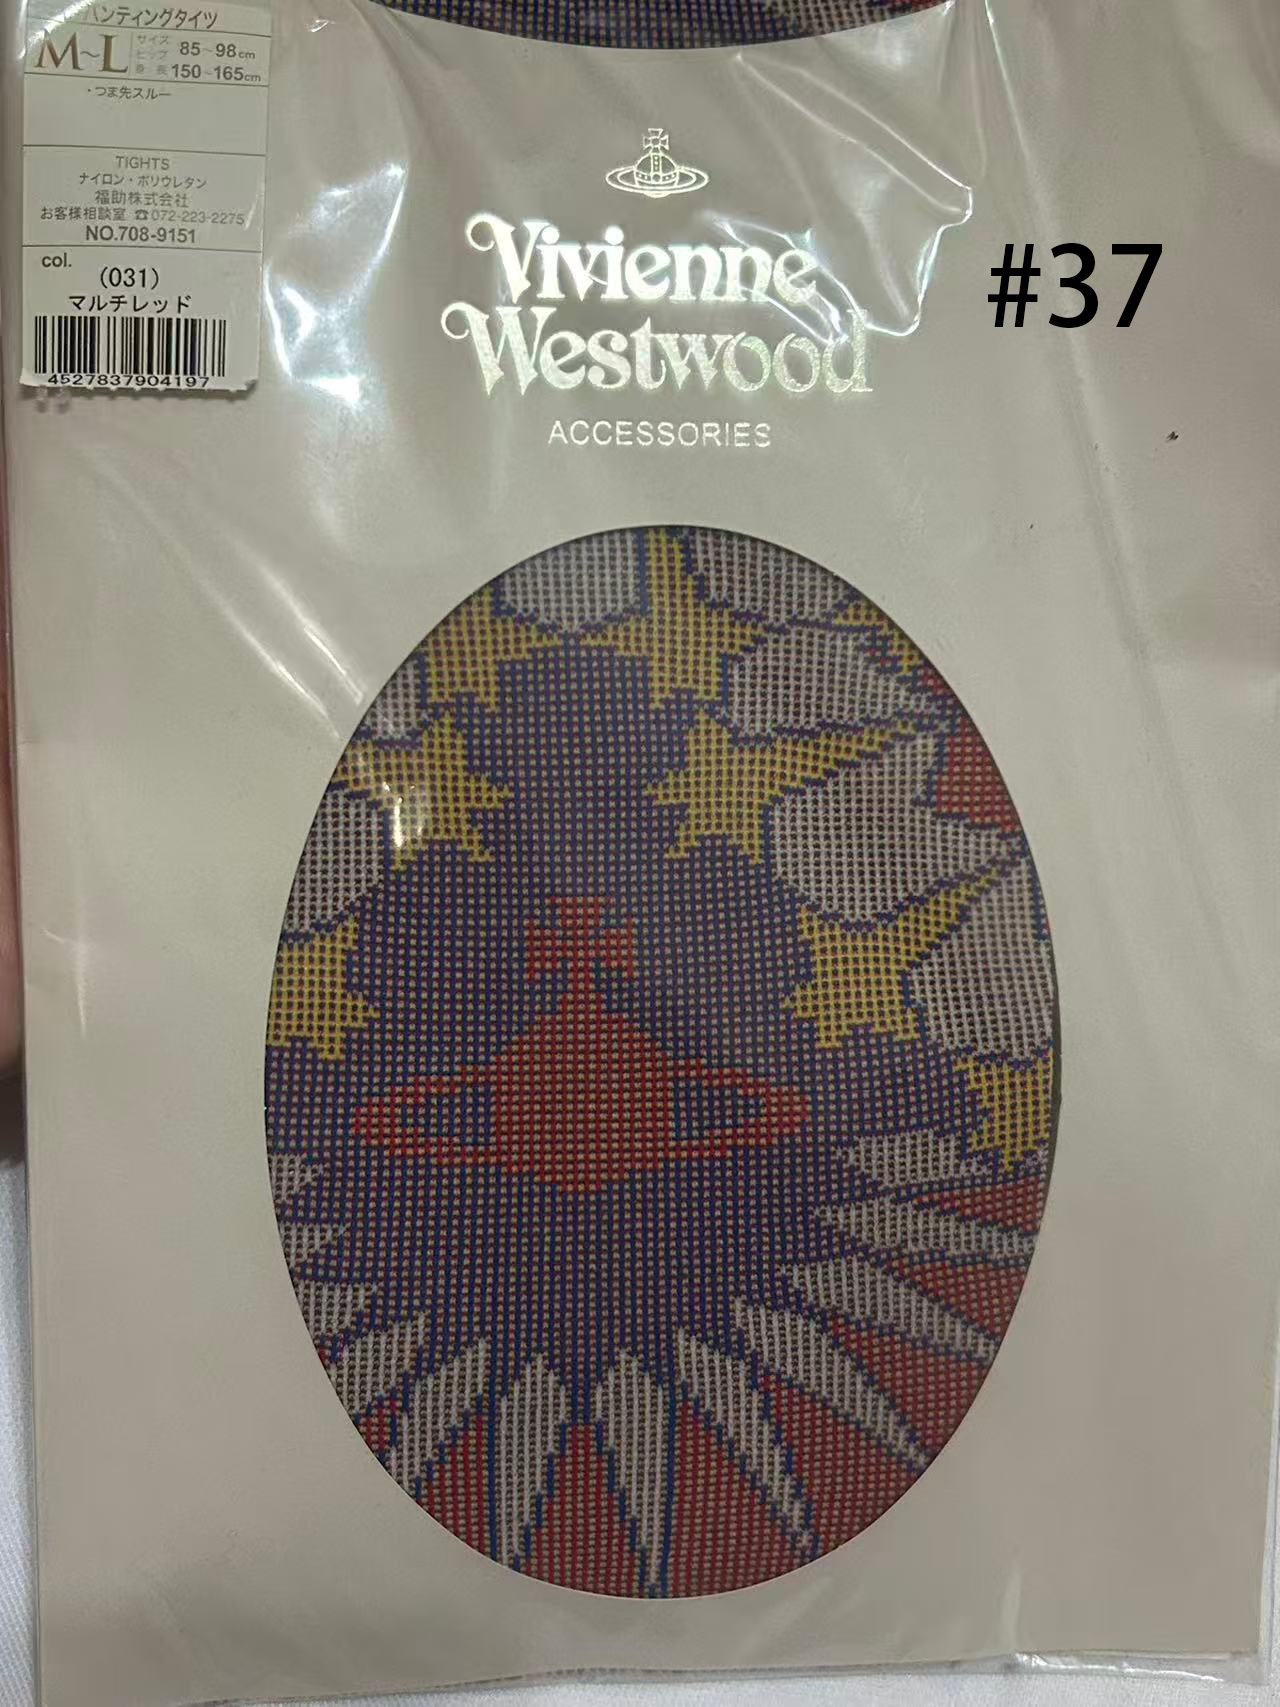 ハンティングタイツ
M~L サイズ
ヒップ 85~98cm
身長 150~165cm
・つま先スルー
TIGHTS
ナイロン・ポリウレタン
福助株式会社
お客様相談室 ☎072-223-2275
NO.708-9151
col.
(031)
マルチレッド
4527837904197
Vivienne
Westwood
ACCESSORIES
#37